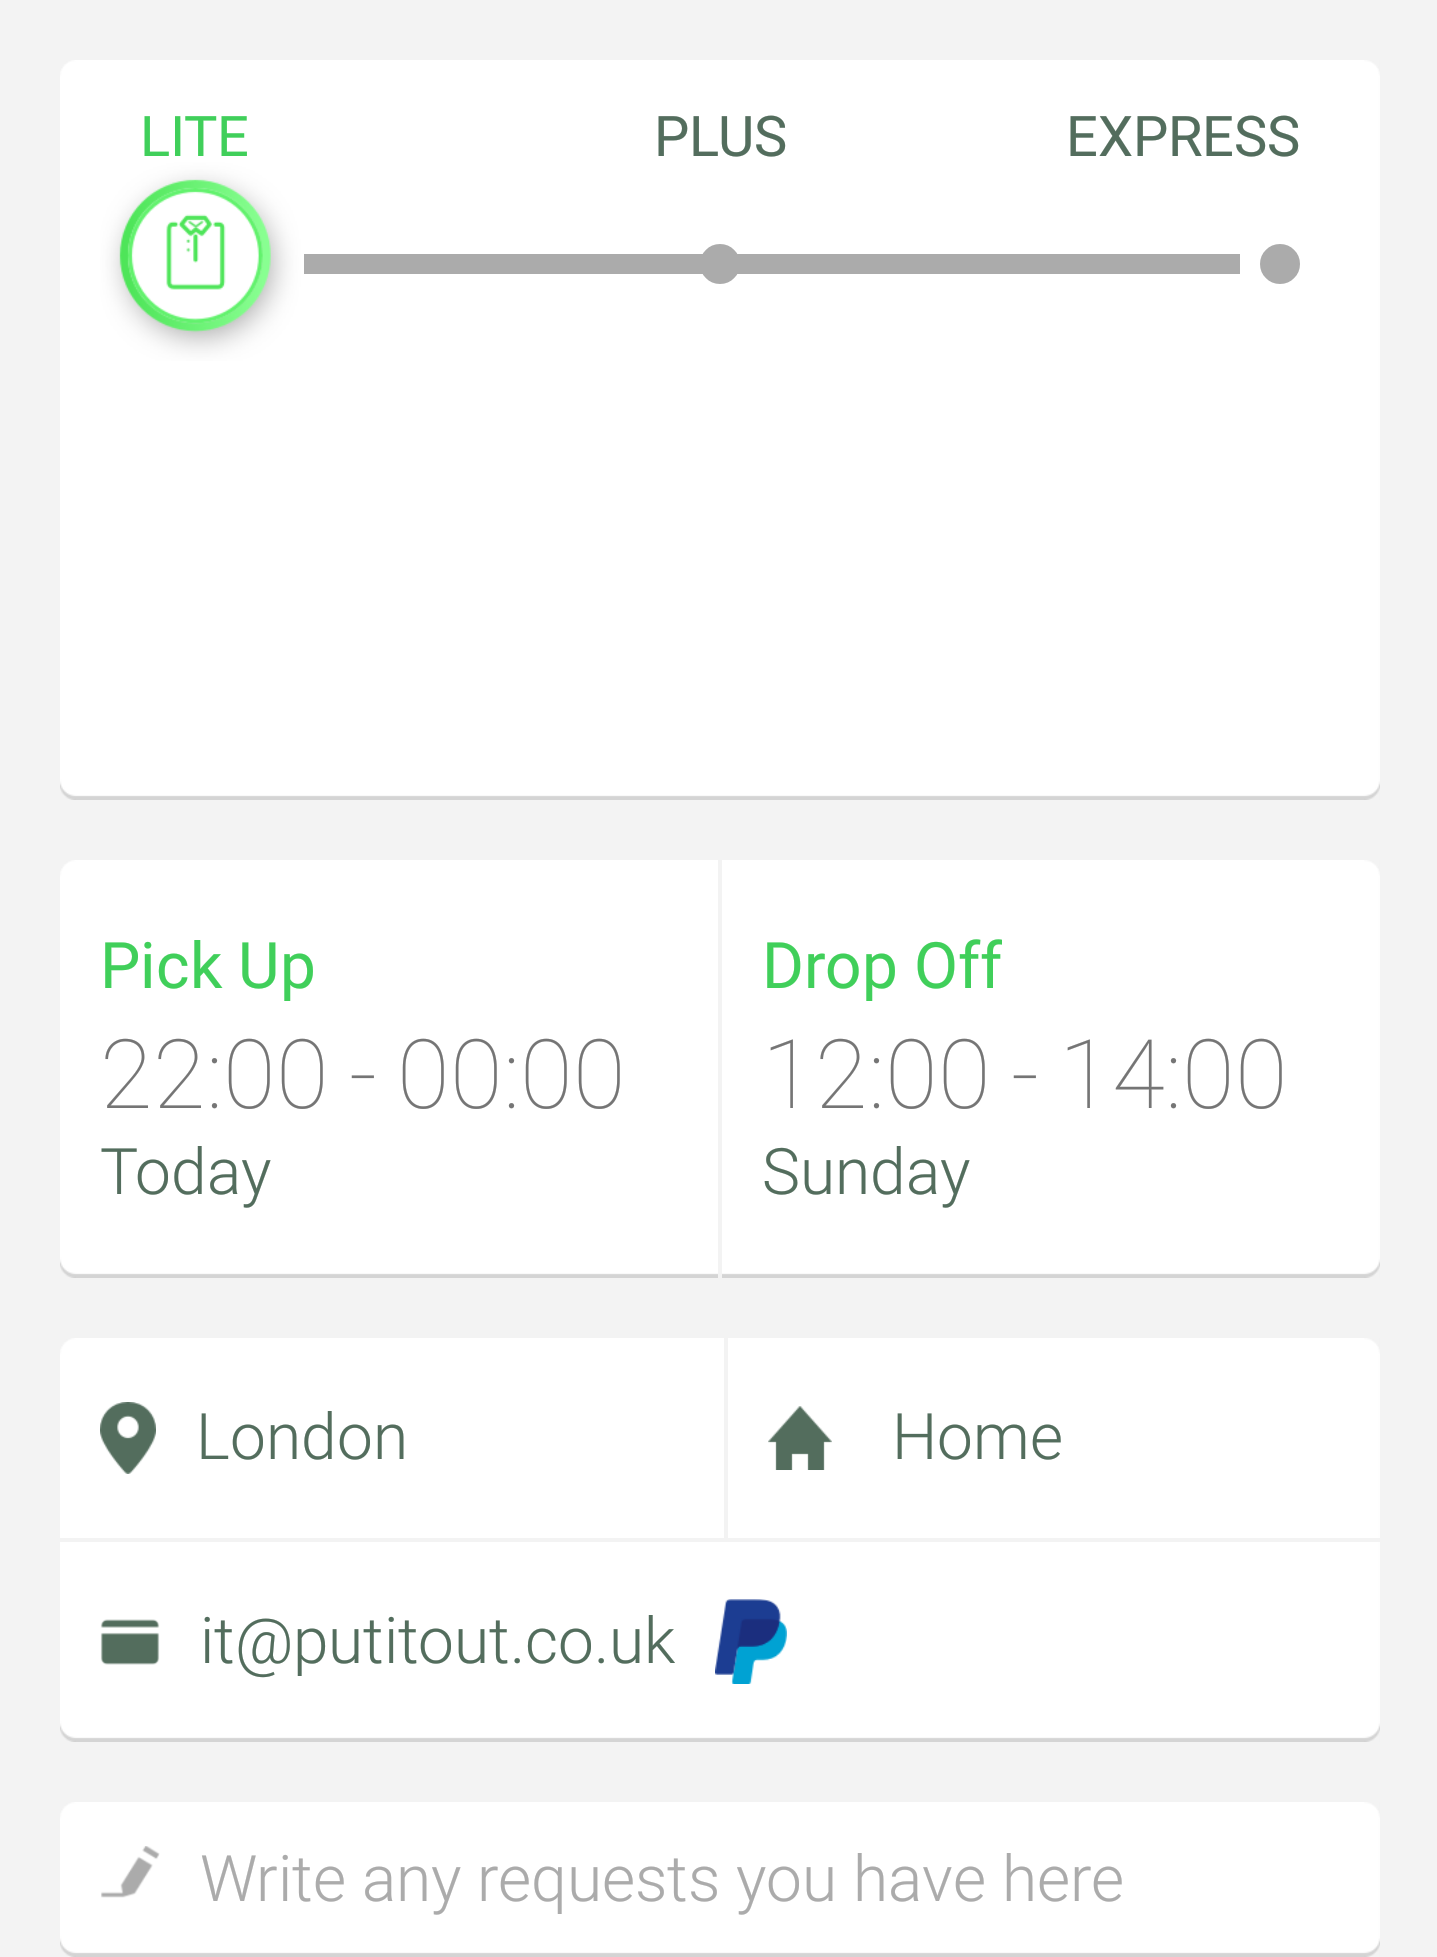 LITE PLUS EXPRESS
Pick Up
22:00 - 00:00
Today
Drop Off
12:00 - 14:00
Sunday
London
Home
it@putitout.co.uk
Write any requests you have here